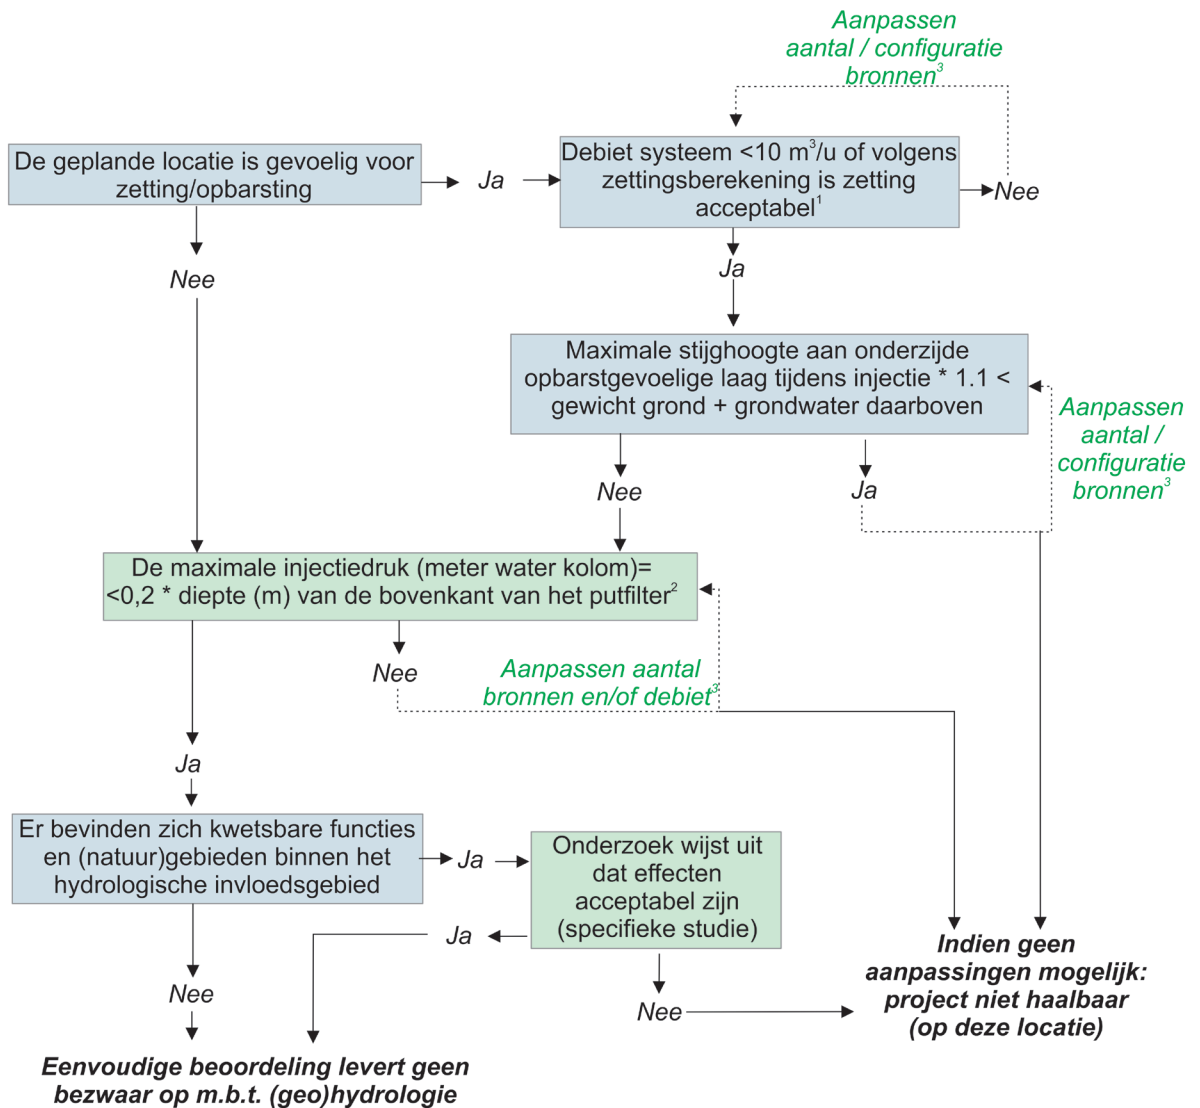 Aanpassen
aantal / configuratie
bronnen³
De geplande locatie is gevoelig voor
zetting/opbarsting
Ja
Debiet systeem <10 m³/u of volgens
zettingsberekening is zetting
acceptabel¹
Nee
Nee
Ja
Maximale stijghoogte aan onderzijde
opbarstgevoelige laag tijdens injectie * 1.1 <
gewicht grond + grondwater daarboven
Aanpassen
aantal /
configuratie
bronnen³
Nee
Ja
De maximale injectiedruk (meter water kolom)=
<0,2 * diepte (m) van de bovenkant van het putfilter²
Nee
Aanpassen aantal
bronnen en/of debiet³
Ja
Er bevinden zich kwetsbare functies
en (natuur)gebieden binnen het
hydrologische invloedsgebied
Ja
Onderzoek wijst uit
dat effecten
acceptabel zijn
(specifieke studie)
Ja
Nee
Nee
Indien geen
aanpassingen mogelijk:
project niet haalbaar
(op deze locatie)
Eenvoudige beoordeling levert geen
bezwaar op m.b.t. (geo)hydrologie